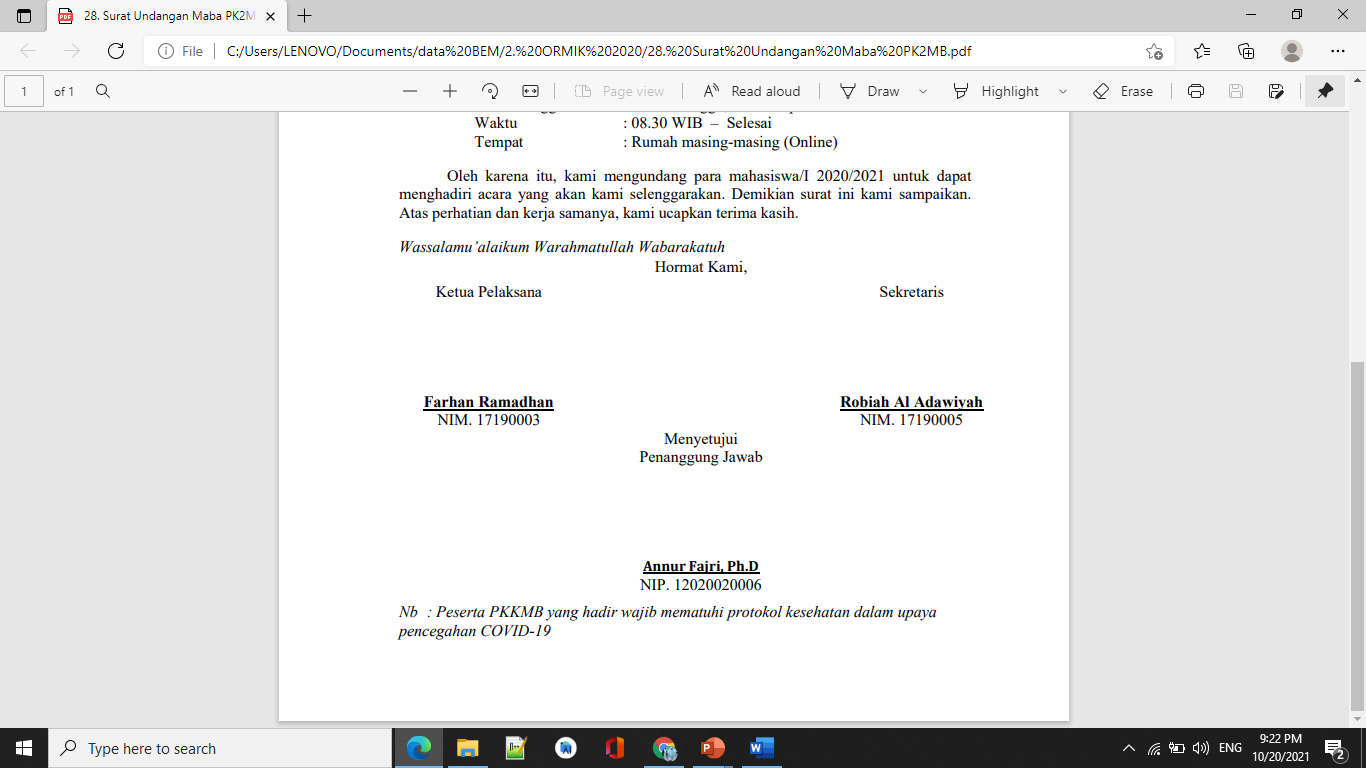 28. Surat Undangan Maba PK2M
File C:/Users/LENOVO/Documents/data%20BEM/2.%20ORMIK%202020/28.%20Surat%20Undangan%20Maba%20PK2MB.pdf
1 of 1 Page view Read aloud Draw Highlight Erase
Waktu : 08.30 WIB – Selesai
Tempat : Rumah masing-masing (Online)
Oleh karena itu, kami mengundang para mahasiswa/I 2020/2021 untuk dapat
menghadiri acara yang akan kami selenggarakan. Demikian surat ini kami sampaikan.
Atas perhatian dan kerja samanya, kami ucapkan terima kasih.
Wassalamu’alaikum Warahmatullah Wabarakatuh
Hormat Kami,
Ketua Pelaksana Sekretaris
Farhan Ramadhan Robiah Al Adawiyah
NIM. 17190003 NIM. 17190005
Menyetujui
Penanggung Jawab
Annur Fajri, Ph.D
NIP. 12020020006
Nb : Peserta PKKMB yang hadir wajib mematuhi protokol kesehatan dalam upaya
pencegahan COVID-19
Type here to search
ENG
9:22 PM
10/20/2021
2